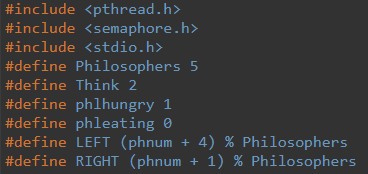 #include <pthread.h>
#include <semaphore.h>
#include <stdio.h>
#define Philosophers 5
#define Think 2
#define phlhungry 1
#define phleating 0
#define LEFT (phnum + 4) % Philosophers
#define RIGHT (phnum + 1) % Philosophers